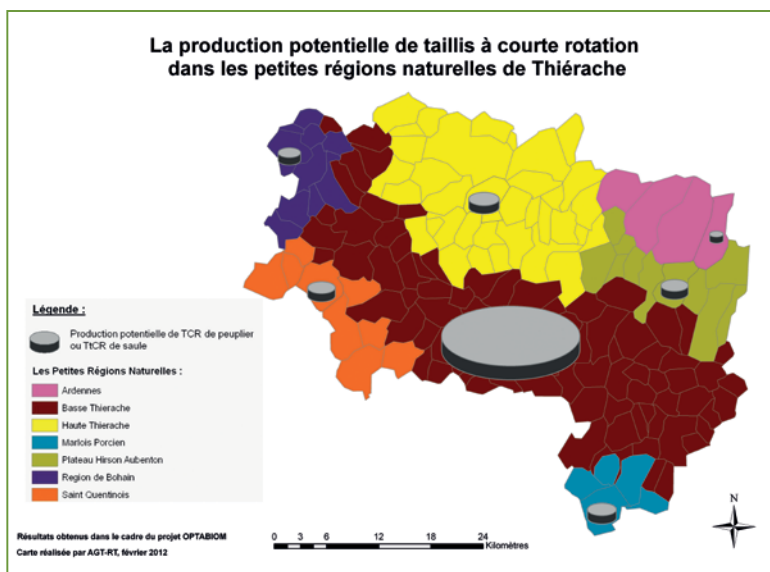 La production potentielle de taillis à courte rotation
dans les petites régions naturelles de Thiérache
Légende :
Production potentielle de TCR de peuplier
ou TtCR de saule
Les Petites Régions Naturelles :
Ardennes
Basse Thierache
Haute Thierache
Marlois Porcien
Plateau Hirson Aubenton
Region de Bohain
Saint Quentinois
Résultats obtenus dans le cadre du projet OPTABIOM
Carte réalisée par AGT-RT, février 2012
0 3 6 12 18 24
Kilomètres
N